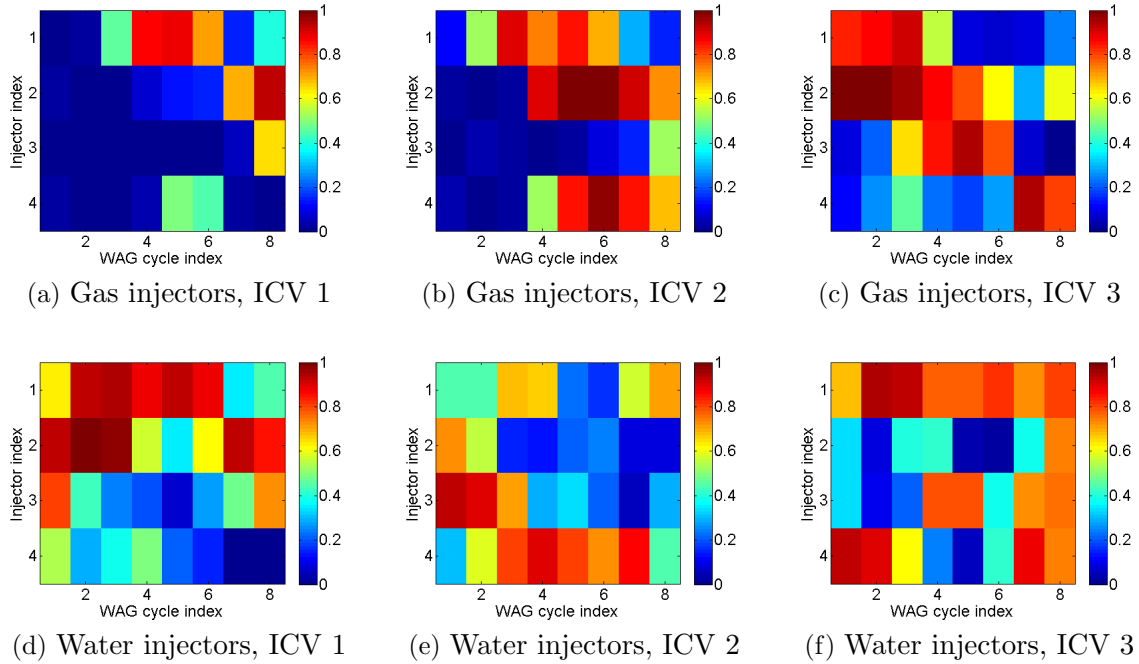 1
1
1
1
0.8
0.8
0.8
1
1
1
2
0.6
2
0.6
2
0.6
Injector index
Injector index
Injector index
3
0.4
3
0.4
3
0.4
4
0.2
4
0.2
4
0.2
0
0
0
2 4 6 8
2 4 6 8
2 4 6 8
WAG cycle index
WAG cycle index
WAG cycle index
(a) Gas injectors, ICV 1
(b) Gas injectors, ICV 2
(c) Gas injectors, ICV 3
1
1
1
1
1
1
0.8
0.8
0.8
2
0.6
2
0.6
2
0.6
Injector index
Injector index
Injector index
3
0.4
3
0.4
3
0.4
4
0.2
4
0.2
4
0.2
0
0
0
2 4 6 8
2 4 6 8
2 4 6 8
WAG cycle index
WAG cycle index
WAG cycle index
(d) Water injectors, ICV 1
(e) Water injectors, ICV 2
(f) Water injectors, ICV 3